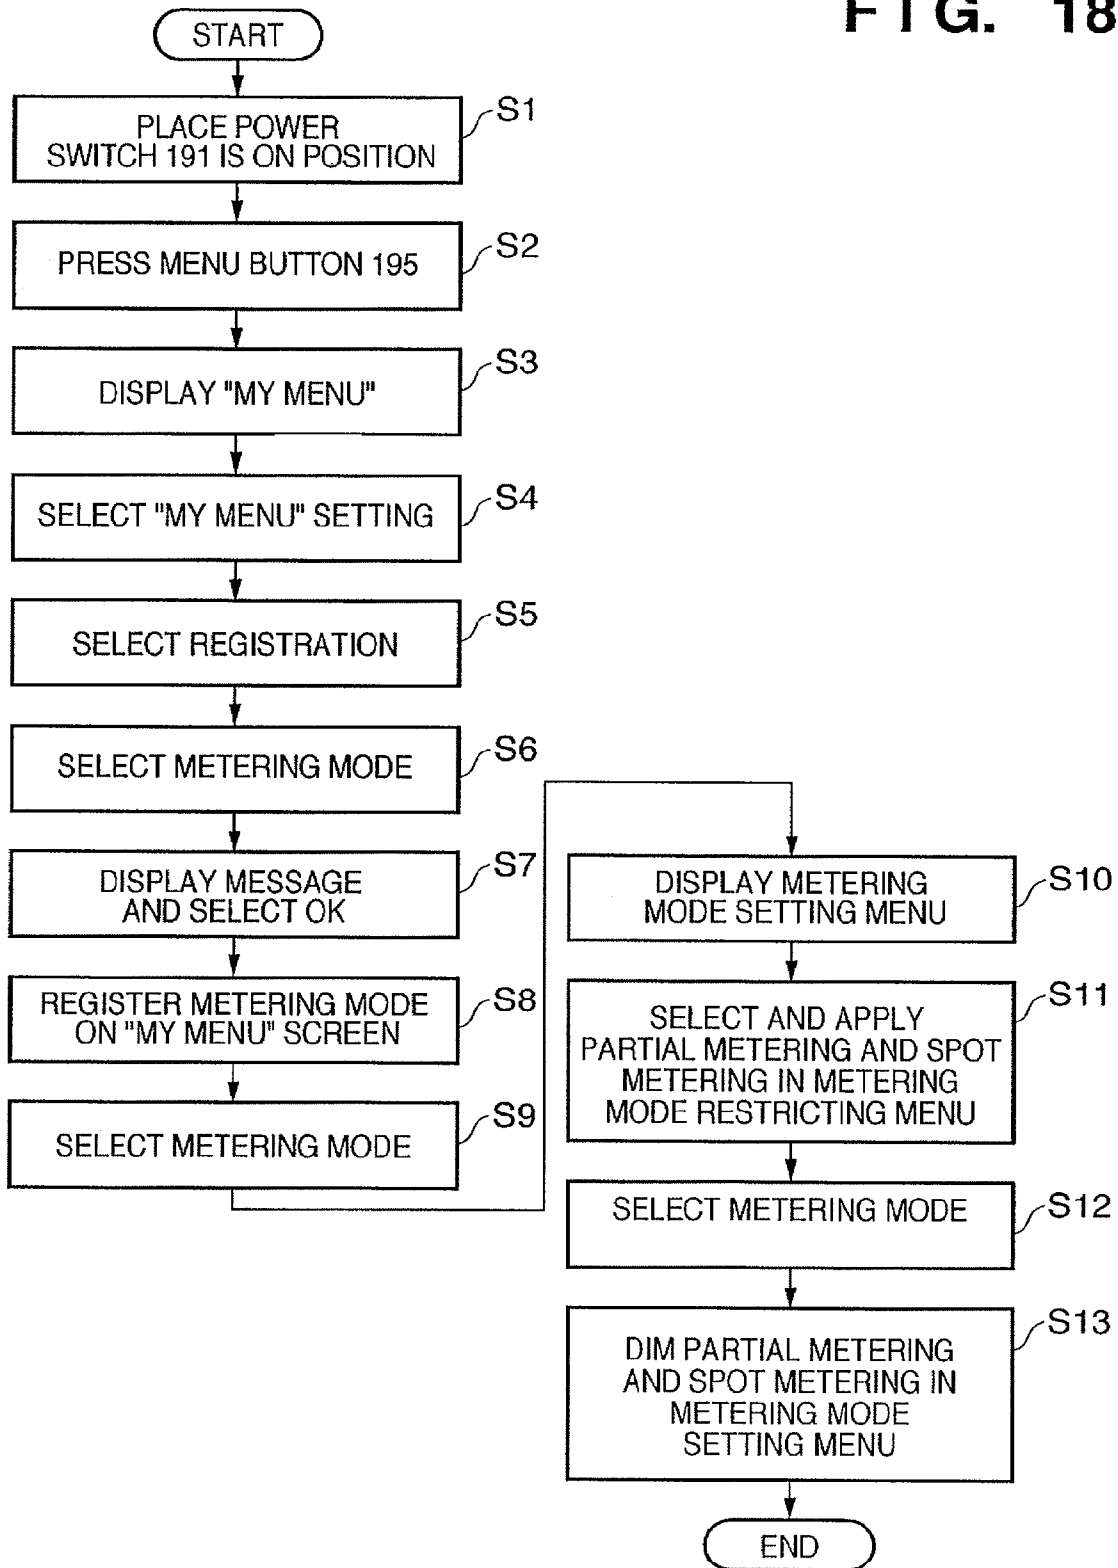 FIG. 18
START
PLACE POWER
SWITCH 191 IS ON POSITION
S1
PRESS MENU BUTTON 195
S2
DISPLAY "MY MENU"
S3
SELECT "MY MENU" SETTING
S4
SELECT REGISTRATION
S5
SELECT METERING MODE
S6
DISPLAY MESSAGE
AND SELECT OK
S7
REGISTER METERING MODE
ON "MY MENU" SCREEN
S8
SELECT METERING MODE
S9
DISPLAY METERING
MODE SETTING MENU
S10
SELECT AND APPLY
PARTIAL METERING AND SPOT
METERING IN METERING
MODE RESTRICTING MENU
S11
SELECT METERING MODE
S12
DIM PARTIAL METERING
AND SPOT METERING IN
METERING MODE
SETTING MENU
S13
END